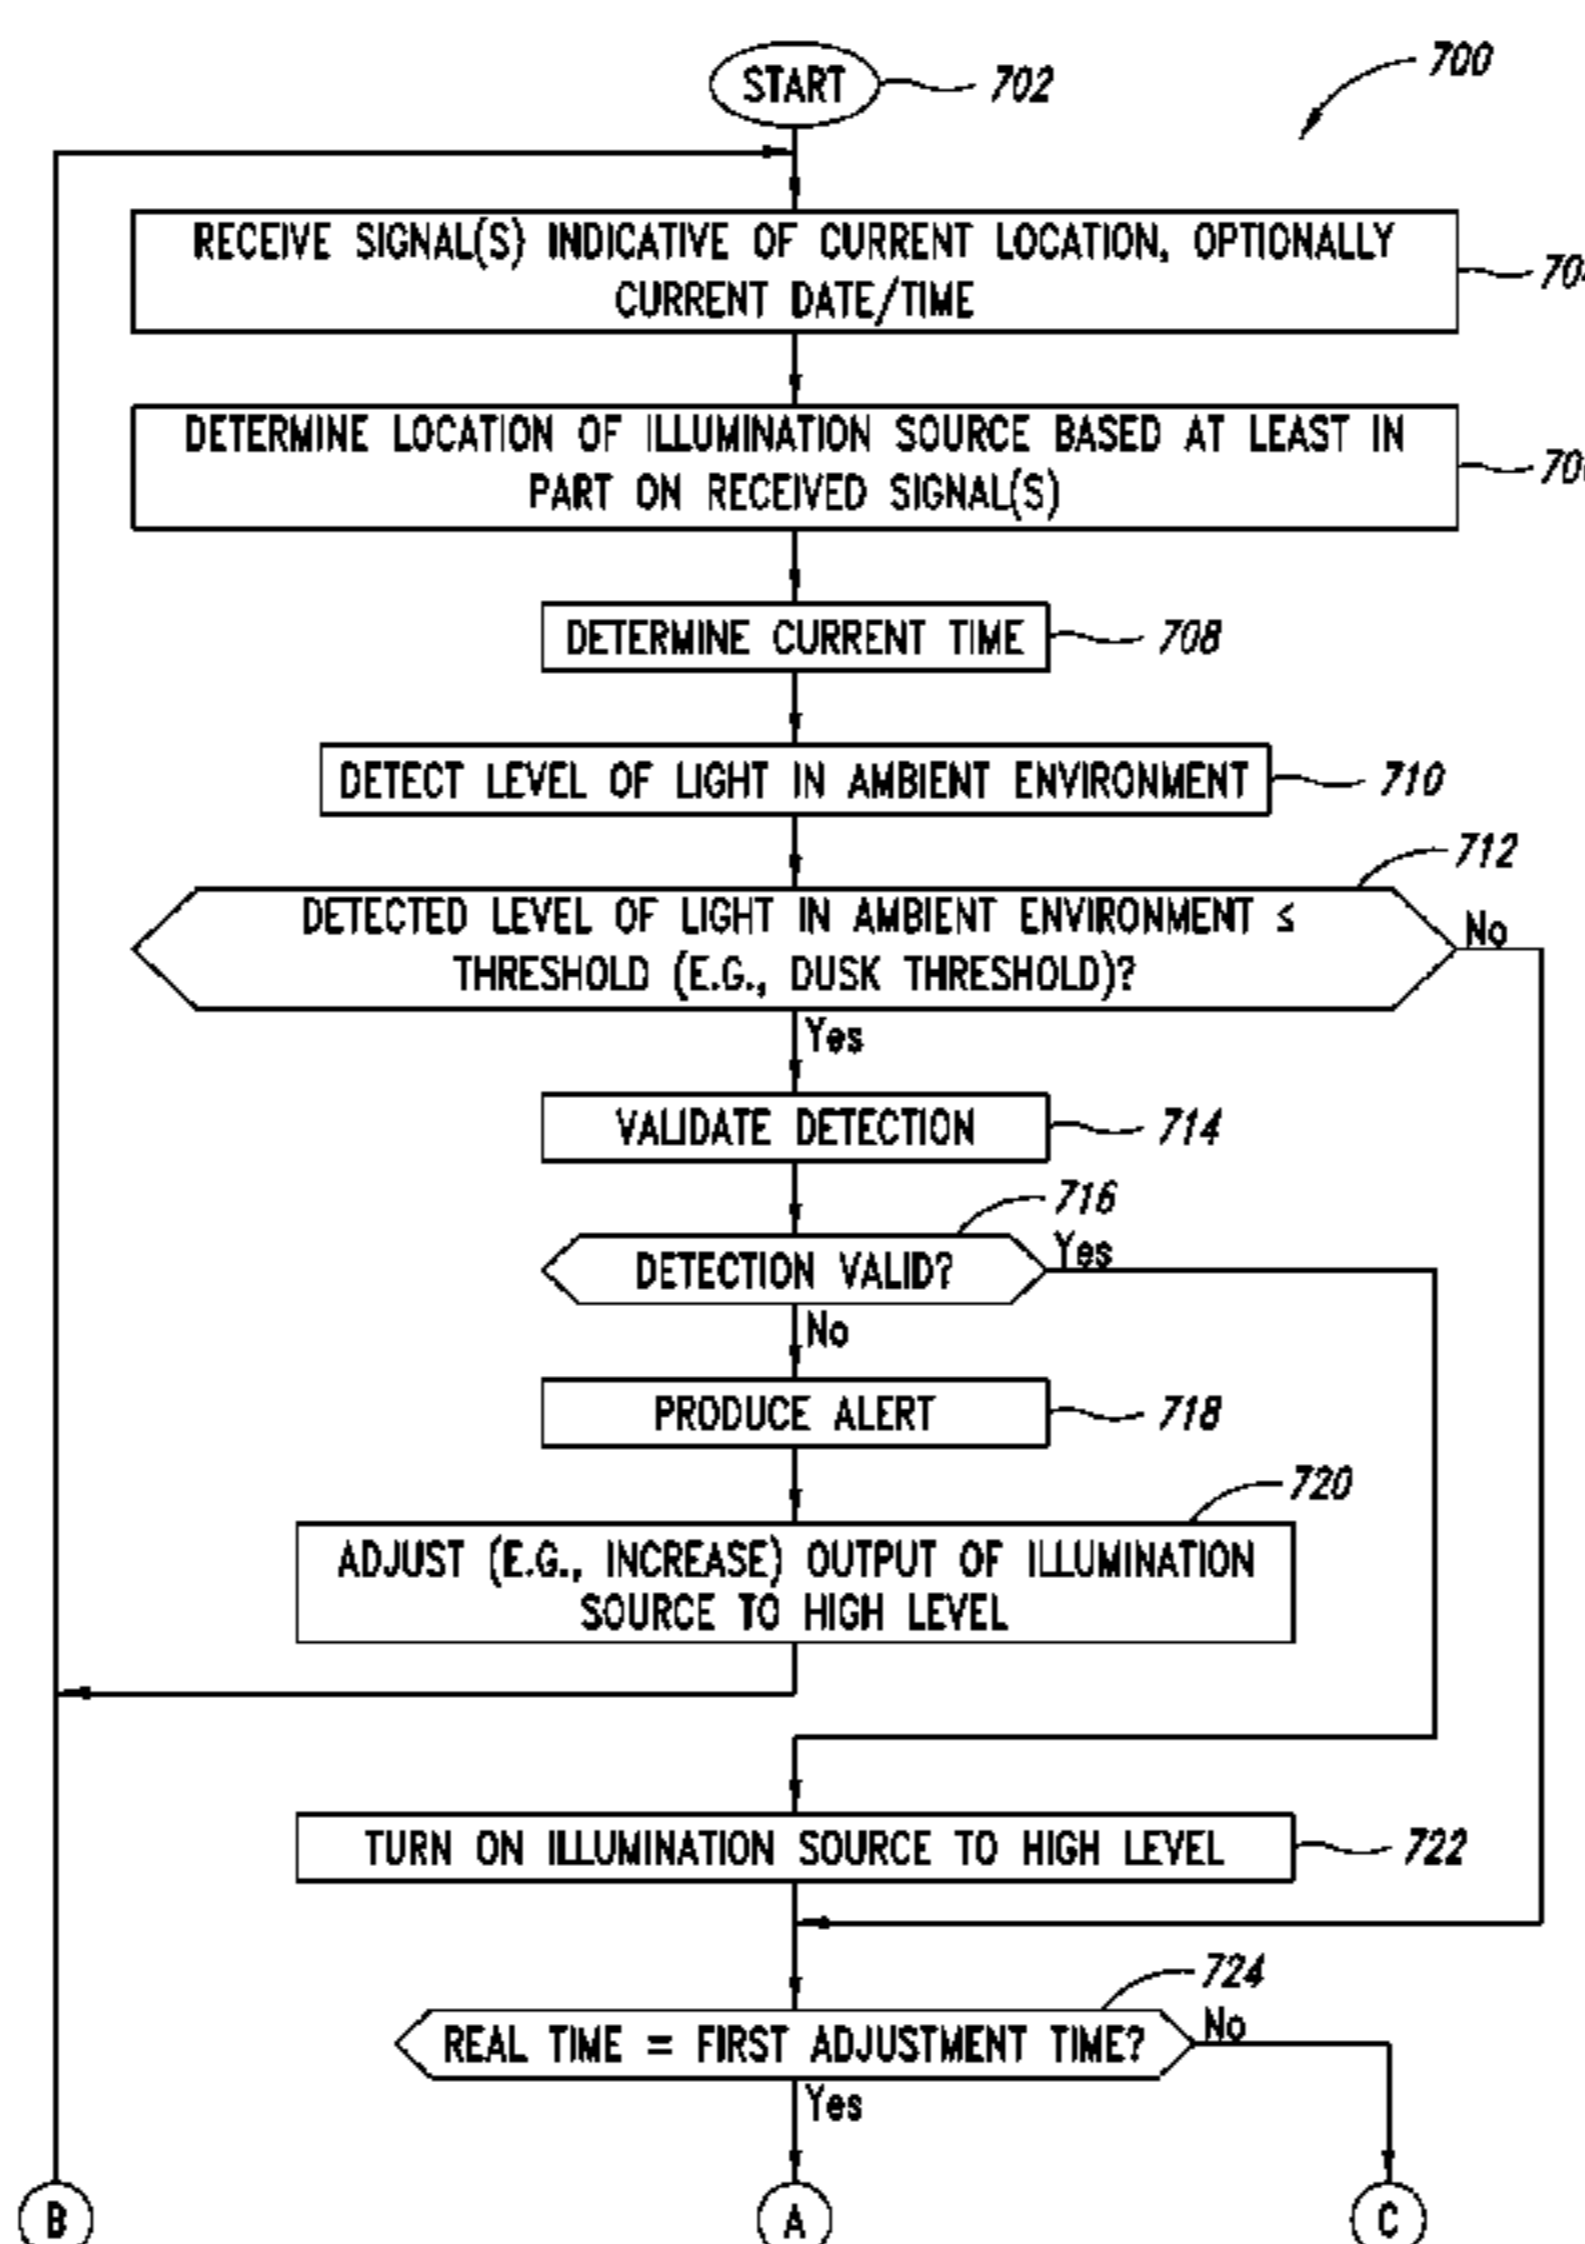 700
START 702
RECEIVE SIGNAL(S) INDICATIVE OF CURRENT LOCATION, OPTIONALLY
CURRENT DATE/TIME
DETERMINE LOCATION OF ILLUMINATION SOURCE BASED AT LEAST IN
PART ON RECEIVED SIGNAL(S)
DETERMINE CURRENT TIME 708
DETECT LEVEL OF LIGHT IN AMBIENT ENVIRONMENT 710
712
DETECTED LEVEL OF LIGHT IN AMBIENT ENVIRONMENT ≤ No
THRESHOLD (E.G., DUSK THRESHOLD)?
Yes
VALIDATE DETECTION 714
716
DETECTION VALID? Yes
No
PRODUCE ALERT 718
720
ADJUST (E.G., INCREASE) OUTPUT OF ILLUMINATION
SOURCE TO HIGH LEVEL
TURN ON ILLUMINATION SOURCE TO HIGH LEVEL 722
724
REAL TIME = FIRST ADJUSTMENT TIME? No
Yes
B A C